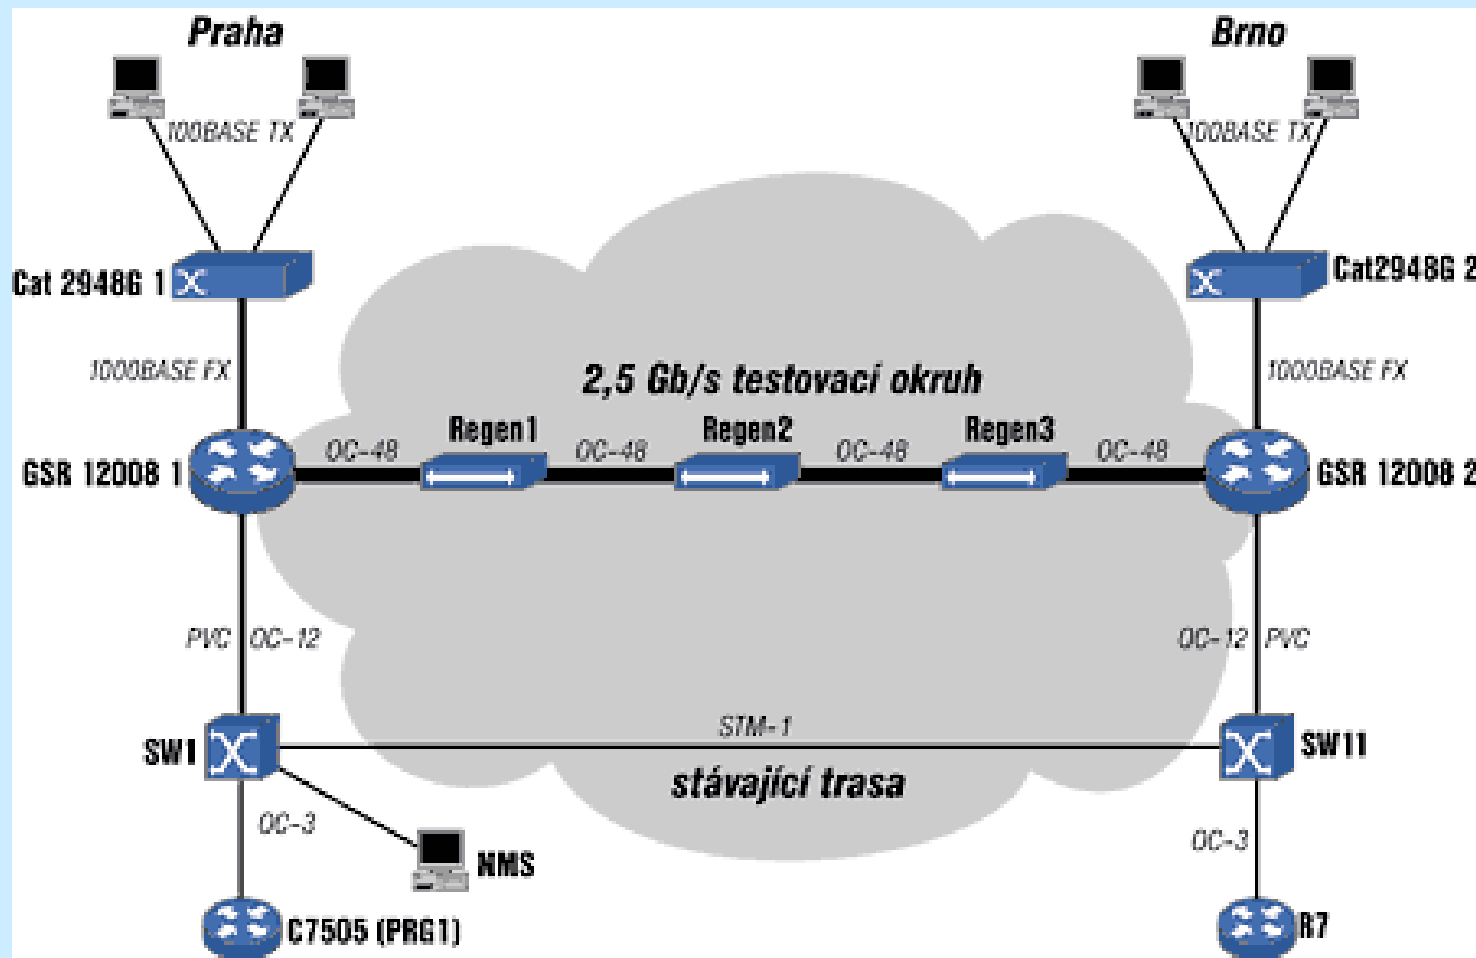 Praha
Brno
100BASE TX
100BASE TX
Cat 2948G 1
Cat2948G 2
1000BASE FX
2,5 Gb/s testovací okruh
1000BASE FX
Regen1
Regen2
Regen3
OC-48
OC-48
OC-48
OC-48
GSR 12008 1
GSR 12008 2
PVC
OC-12
OC-12
PVC
STM-1
SW1
SW11
stávající trasa
OC-3
OC-3
NMS
C7505 (PRG1)
R7